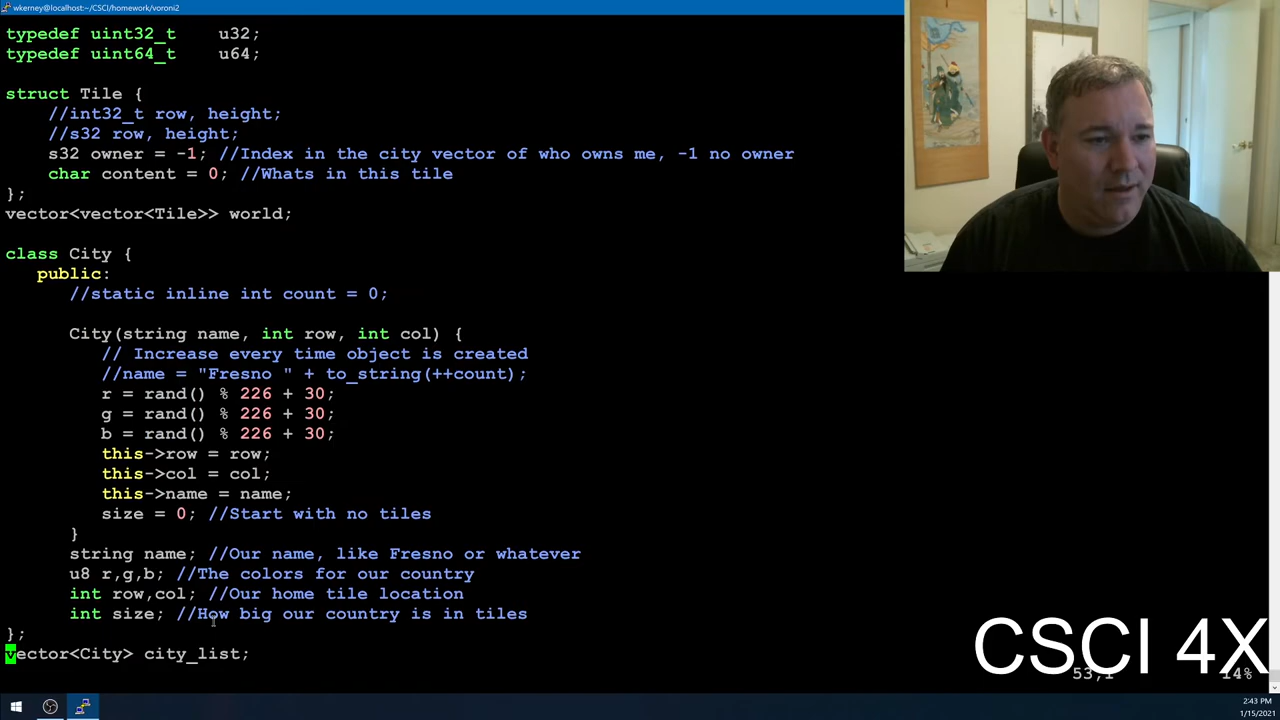 wkerney@localhost:~/CSCI/homework/voroni2
typedef uint32_t    u32;
typedef uint64_t    u64;
struct Tile {
    //int32_t row, height;
    //s32 row, height;
    s32 owner = -1; //Index in the city vector of who owns me, -1 no owner
    char content = 0; //Whats in this tile
};
vector<vector<Tile>> world;
class City {
   public:
      //static inline int count = 0;
      City(string name, int row, int col) {
         // Increase every time object is created
         //name = "Fresno " + to_string(++count);
         r = rand() % 226 + 30;
         g = rand() % 226 + 30;
         b = rand() % 226 + 30;
         this->row = row;
         this->col = col;
         this->name = name;
         size = 0; //Start with no tiles
      }
      string name; //Our name, like Fresno or whatever
      u8 r,g,b; //The colors for our country
      int row,col; //Our home tile location
      int size; //How big our country is in tiles
};
vector<City> city_list;
CSCI 4X
53,1
14%
2:43 PM
1/15/2021